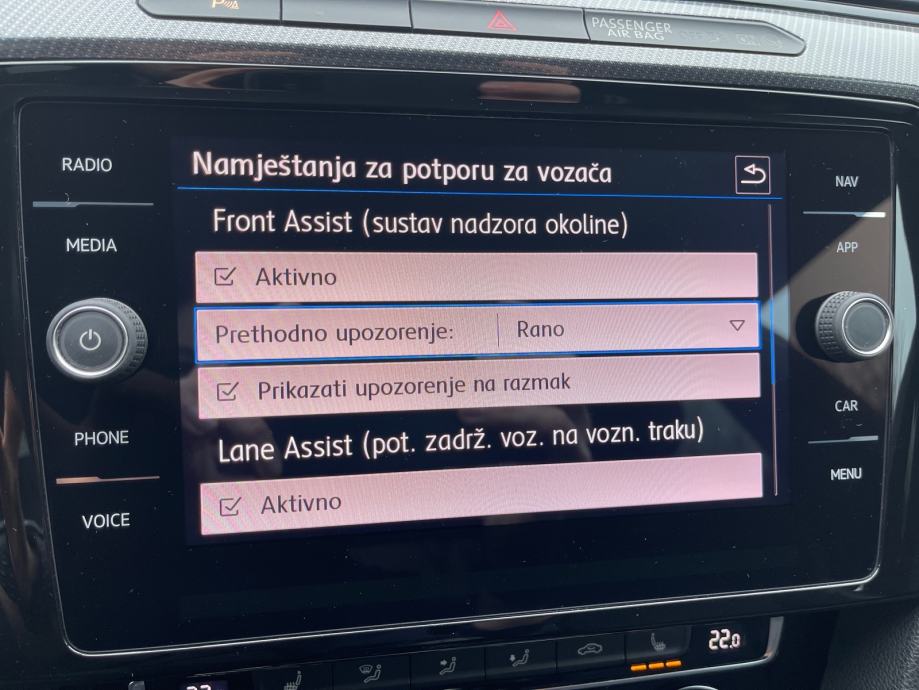 PASSENGER
AIR BAG
RADIO
MEDIA
PHONE
VOICE
Namještanja za potporu za vozača
Front Assist (sustav nadzora okoline)
Aktivno
Prethodno upozorenje: Rano
Prikazati upozorenje na razmak
Lane Assist (pot. zadrž. voz. na vozn. traku)
Aktivno
NAV
APP
CAR
MENU
22.0